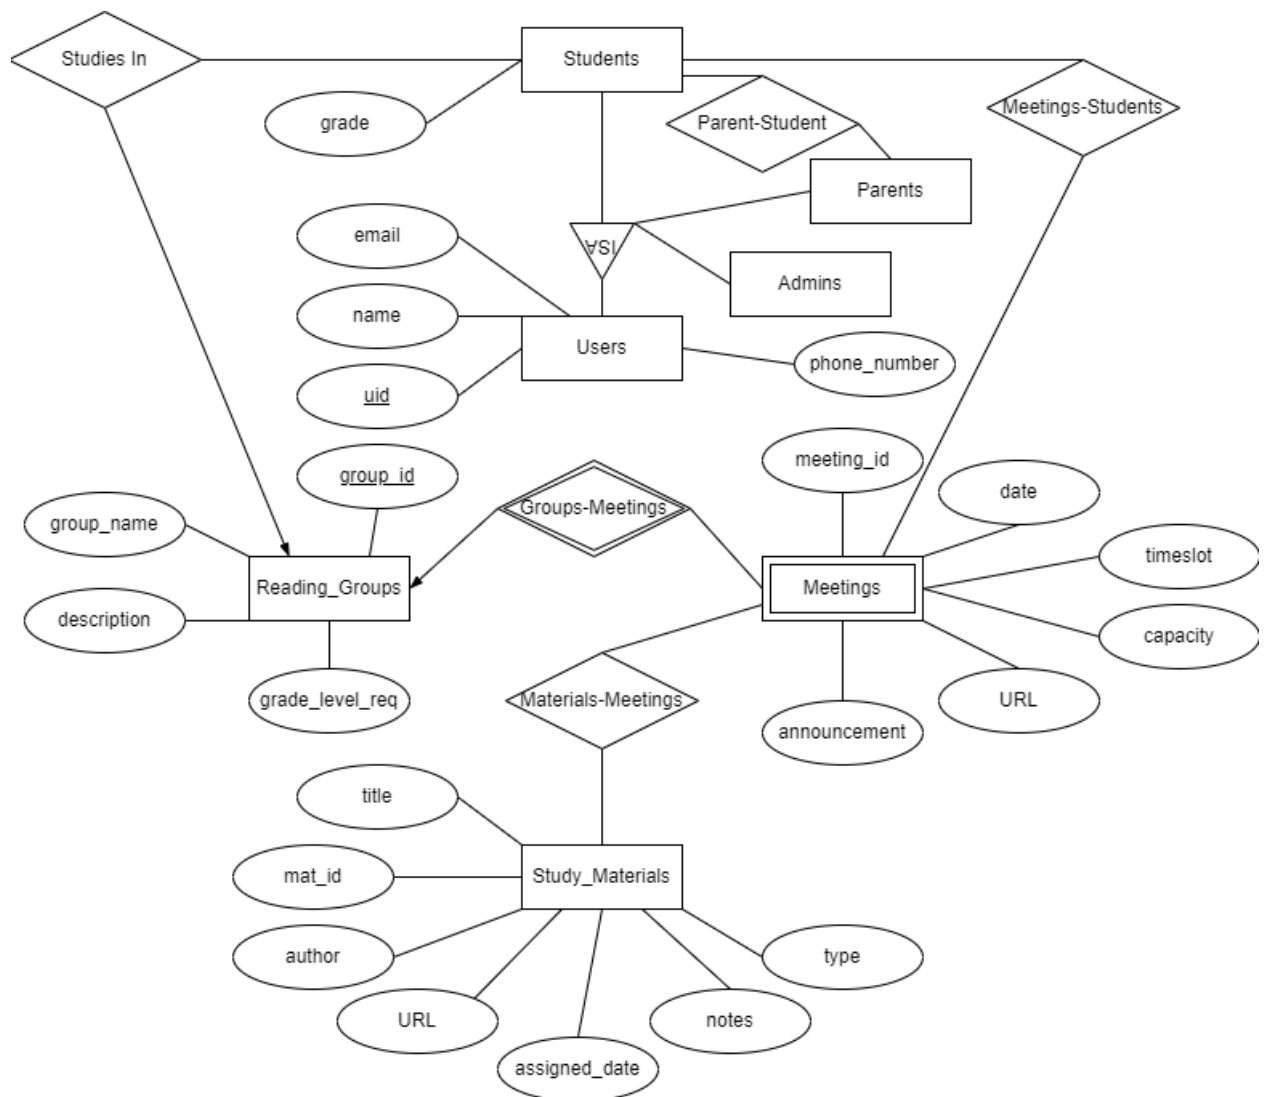 Studies In
Students
Meetings-Students
grade
Parent-Student
Parents
email
ISA
Admins
name
Users
phone_number
uid
group_id
meeting_id
date
group_name
Groups-Meetings
timeslot
Reading_Groups
Meetings
description
capacity
grade_level_req
Materials-Meetings
URL
announcement
title
mat_id
Study_Materials
author
type
URL
notes
assigned_date